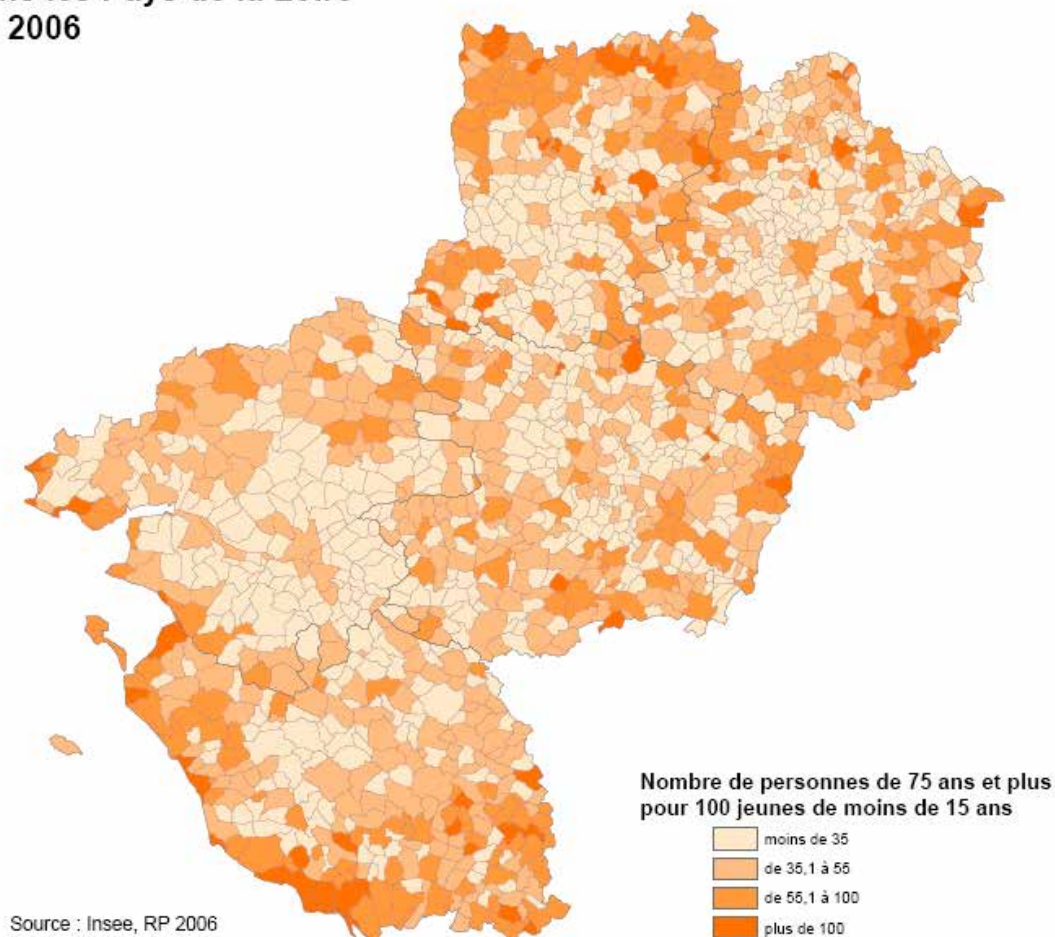 2006
Nombre de personnes de 75 ans et plus
pour 100 jeunes de moins de 15 ans
moins de 35
de 35,1 à 55
de 55,1 à 100
plus de 100
Source : Insee, RP 2006